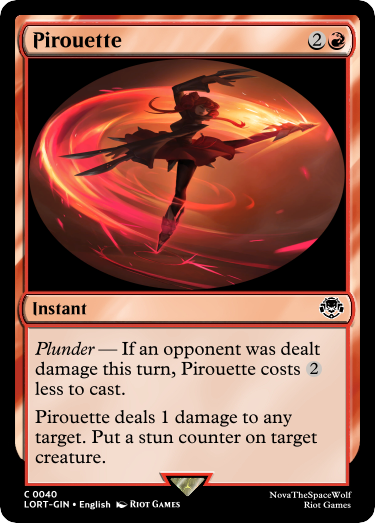 Pirouette 2
Instant
Plunder — If an opponent was dealt
damage this turn, Pirouette costs 2
less to cast.
Pirouette deals 1 damage to any
target. Put a stun counter on target
creature.
C 0040
LORT-GIN • English RIOT GAMES
NovaTheSpaceWolf
Riot Games